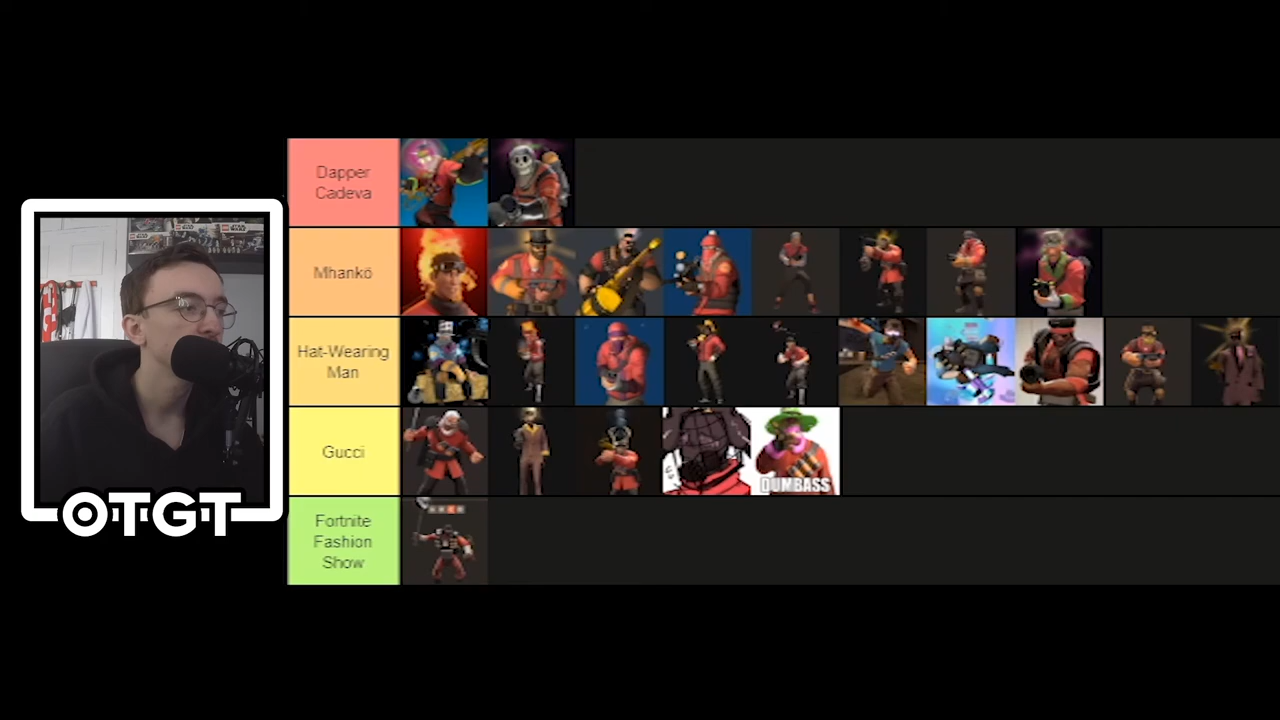 Dapper
Cadeva
Mhankö
Hat-Wearing
Man
Gucci
DUMBASS
Fortnite
Fashion
Show
OTGT